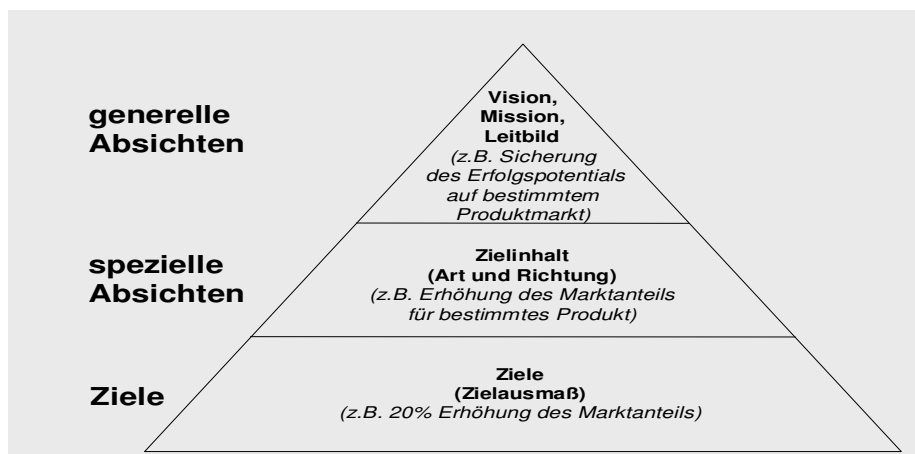 generelle
Absichten
Vision,
Mission,
Leitbild
(z.B. Sicherung
des Erfolgspotentials
auf bestimmtem
Produktmarkt)
spezielle
Absichten
Zielinhalt
(Art und Richtung)
(z.B. Erhöhung des Marktanteils
für bestimmtes Produkt)
Ziele
Ziele
(Zielausmaß)
(z.B. 20% Erhöhung des Marktanteils)